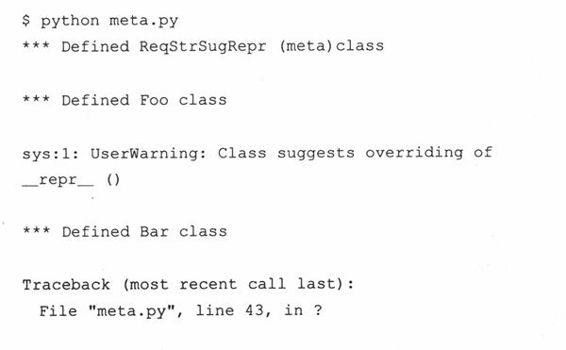 $ python meta.py
*** Defined ReqStrSugRepr (meta)class
*** Defined Foo class
sys:1: UserWarning: Class suggests overriding of
__repr__ ()
*** Defined Bar class
Traceback (most recent call last):
File "meta.py", line 43, in ?